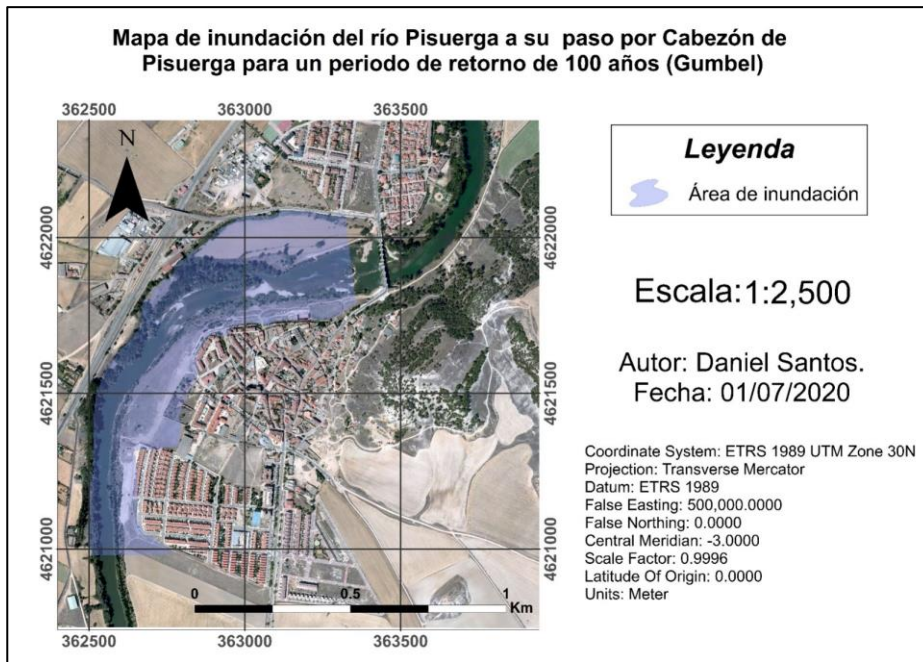 Mapa de inundación del río Pisuerga a su paso por Cabezón de
Pisuerga para un periodo de retorno de 100 años (Gumbel)
362500 363000 363500
N
4622000 4622000
4621500 4621500
4621000 4621000
0 0.5 1
Km
362500 363000 363500
Leyenda
Área de inundación
Escala:1:2,500
Autor: Daniel Santos.
Fecha: 01/07/2020
Coordinate System: ETRS 1989 UTM Zone 30N
Projection: Transverse Mercator
Datum: ETRS 1989
False Easting: 500,000.0000
False Northing: 0.0000
Central Meridian: -3.0000
Scale Factor: 0.9996
Latitude Of Origin: 0.0000
Units: Meter